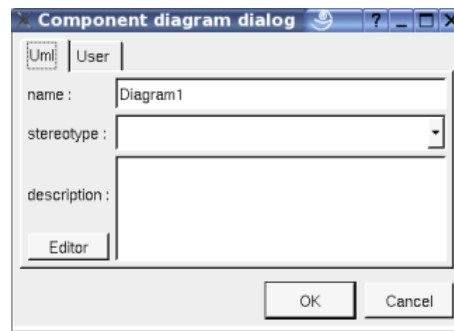 Component diagram dialog ? _ □ X
Uml User
name : Diagram1
stereotype :
description :
Editor
OK Cancel